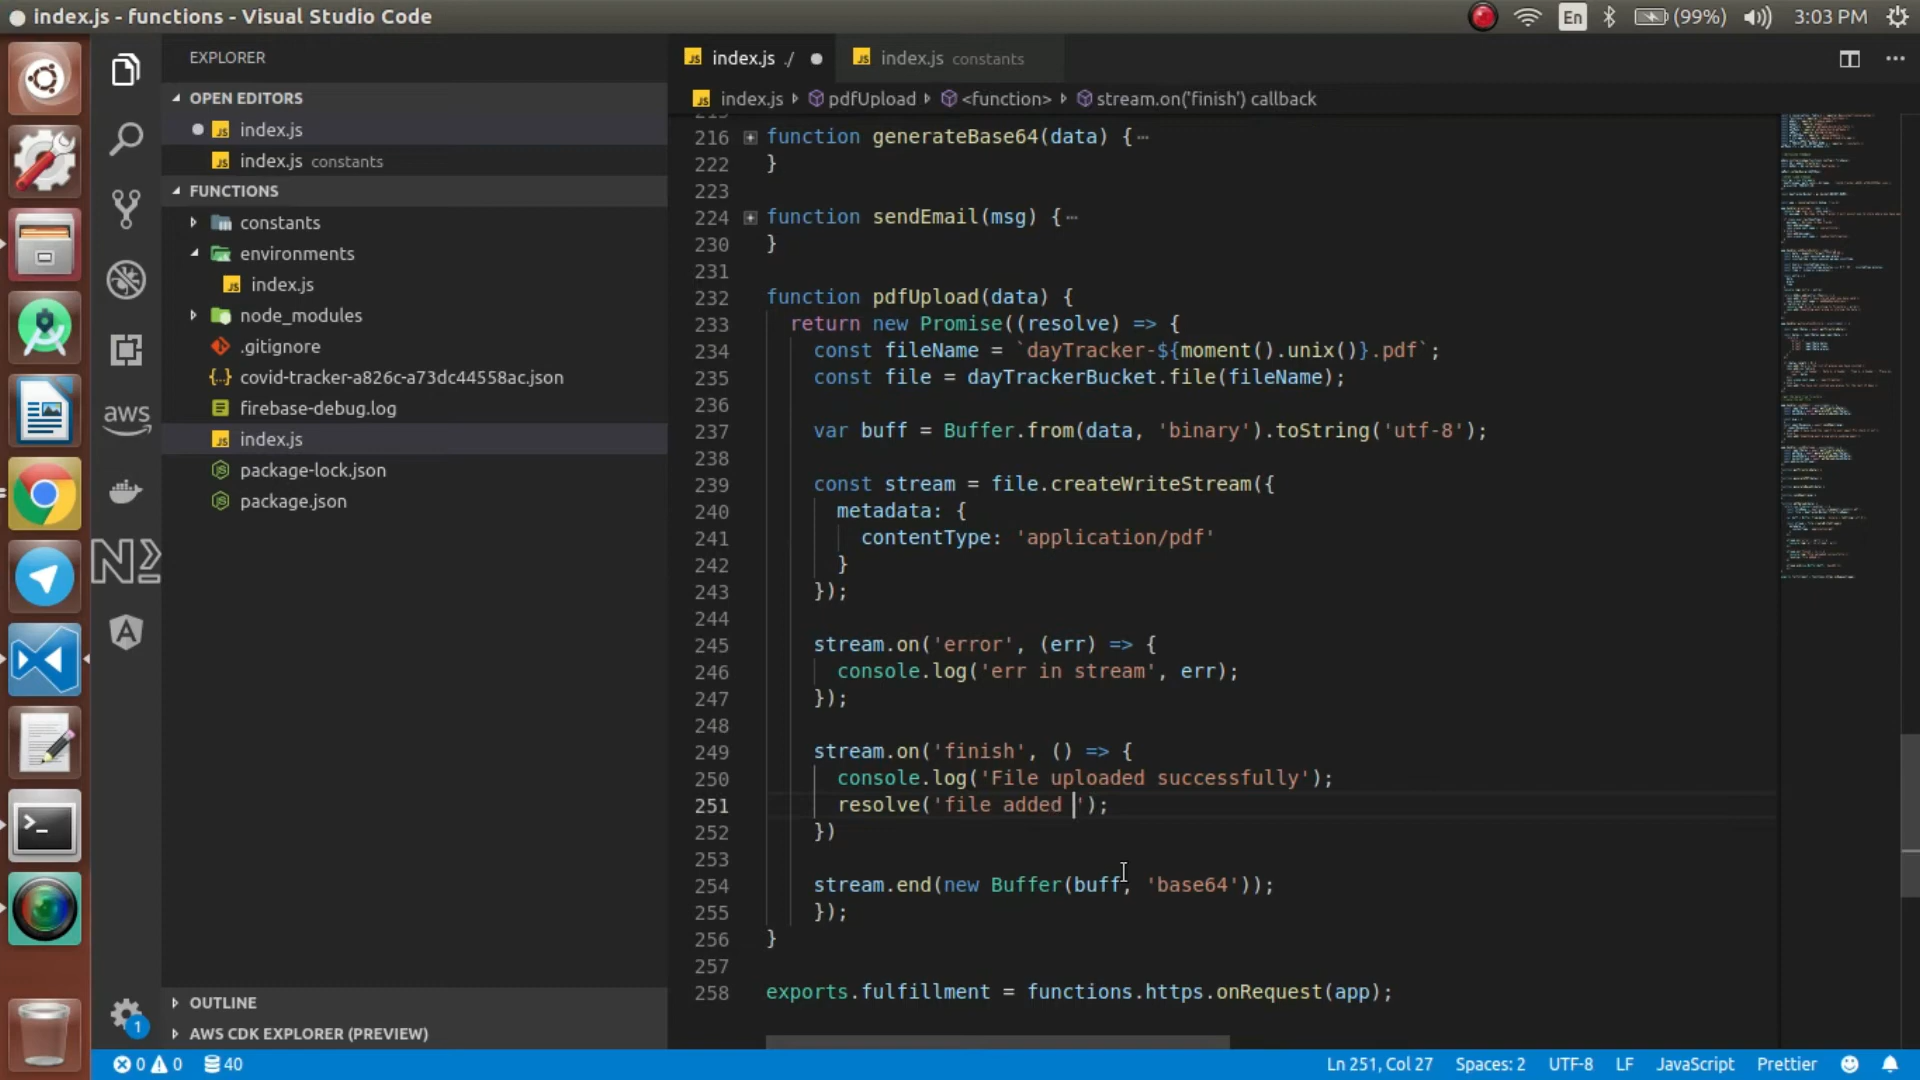 index.js - functions - Visual Studio Code
En
(99%)
3:03 PM
EXPLORER
OPEN EDITORS
index.js
index.js constants
FUNCTIONS
constants
environments
index.js
node_modules
.gitignore
covid-tracker-a826c-a73dc44558ac.json
firebase-debug.log
index.js
package-lock.json
package.json
OUTLINE
AWS CDK EXPLORER (PREVIEW)
aws
1
index.js ./
index.js constants
index.js pdfUpload <function> stream.on('finish') callback
216 function generateBase64(data) {
222 }
223
224 function sendEmail(msg) {
230 }
231
232 function pdfUpload(data) {
233 return new Promise((resolve) => {
234 const fileName = `dayTracker-${moment().unix()}.pdf`;
235 const file = dayTrackerBucket.file(fileName);
236
237 var buff = Buffer.from(data, 'binary').toString('utf-8');
238
239 const stream = file.createWriteStream({
240 metadata: {
241 contentType: 'application/pdf'
242 }
243 });
244
245 stream.on('error', (err) => {
246 console.log('err in stream', err);
247 });
248
249 stream.on('finish', () => {
250 console.log('File uploaded successfully');
251 resolve('file added ');
252 })
253
254 stream.end(new Buffer(buff, 'base64'));
255 });
256 }
257
258 exports.fulfillment = functions.https.onRequest(app);
0 0 40
Ln 251, Col 27 Spaces: 2 UTF-8 LF JavaScript Prettier